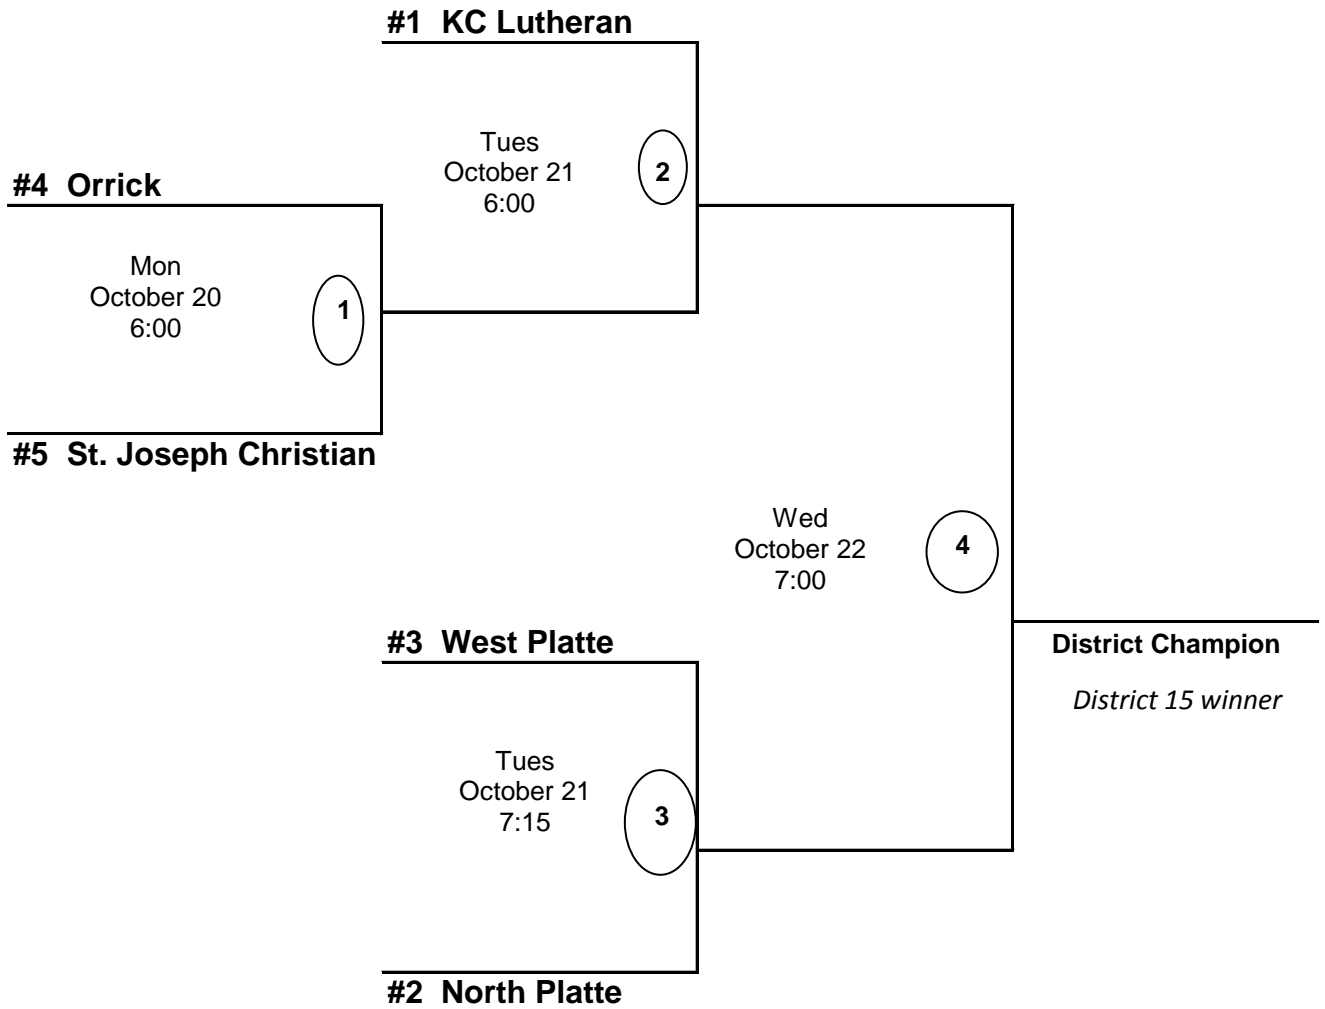 #1 KC Lutheran
Tues
October 21
6:00
2
#4 Orrick
Mon
October 20
6:00
1
#5 St. Joseph Christian
Wed
October 22
7:00
4
#3 West Platte
District Champion
District 15 winner
Tues
October 21
7:15
3
#2 North Platte